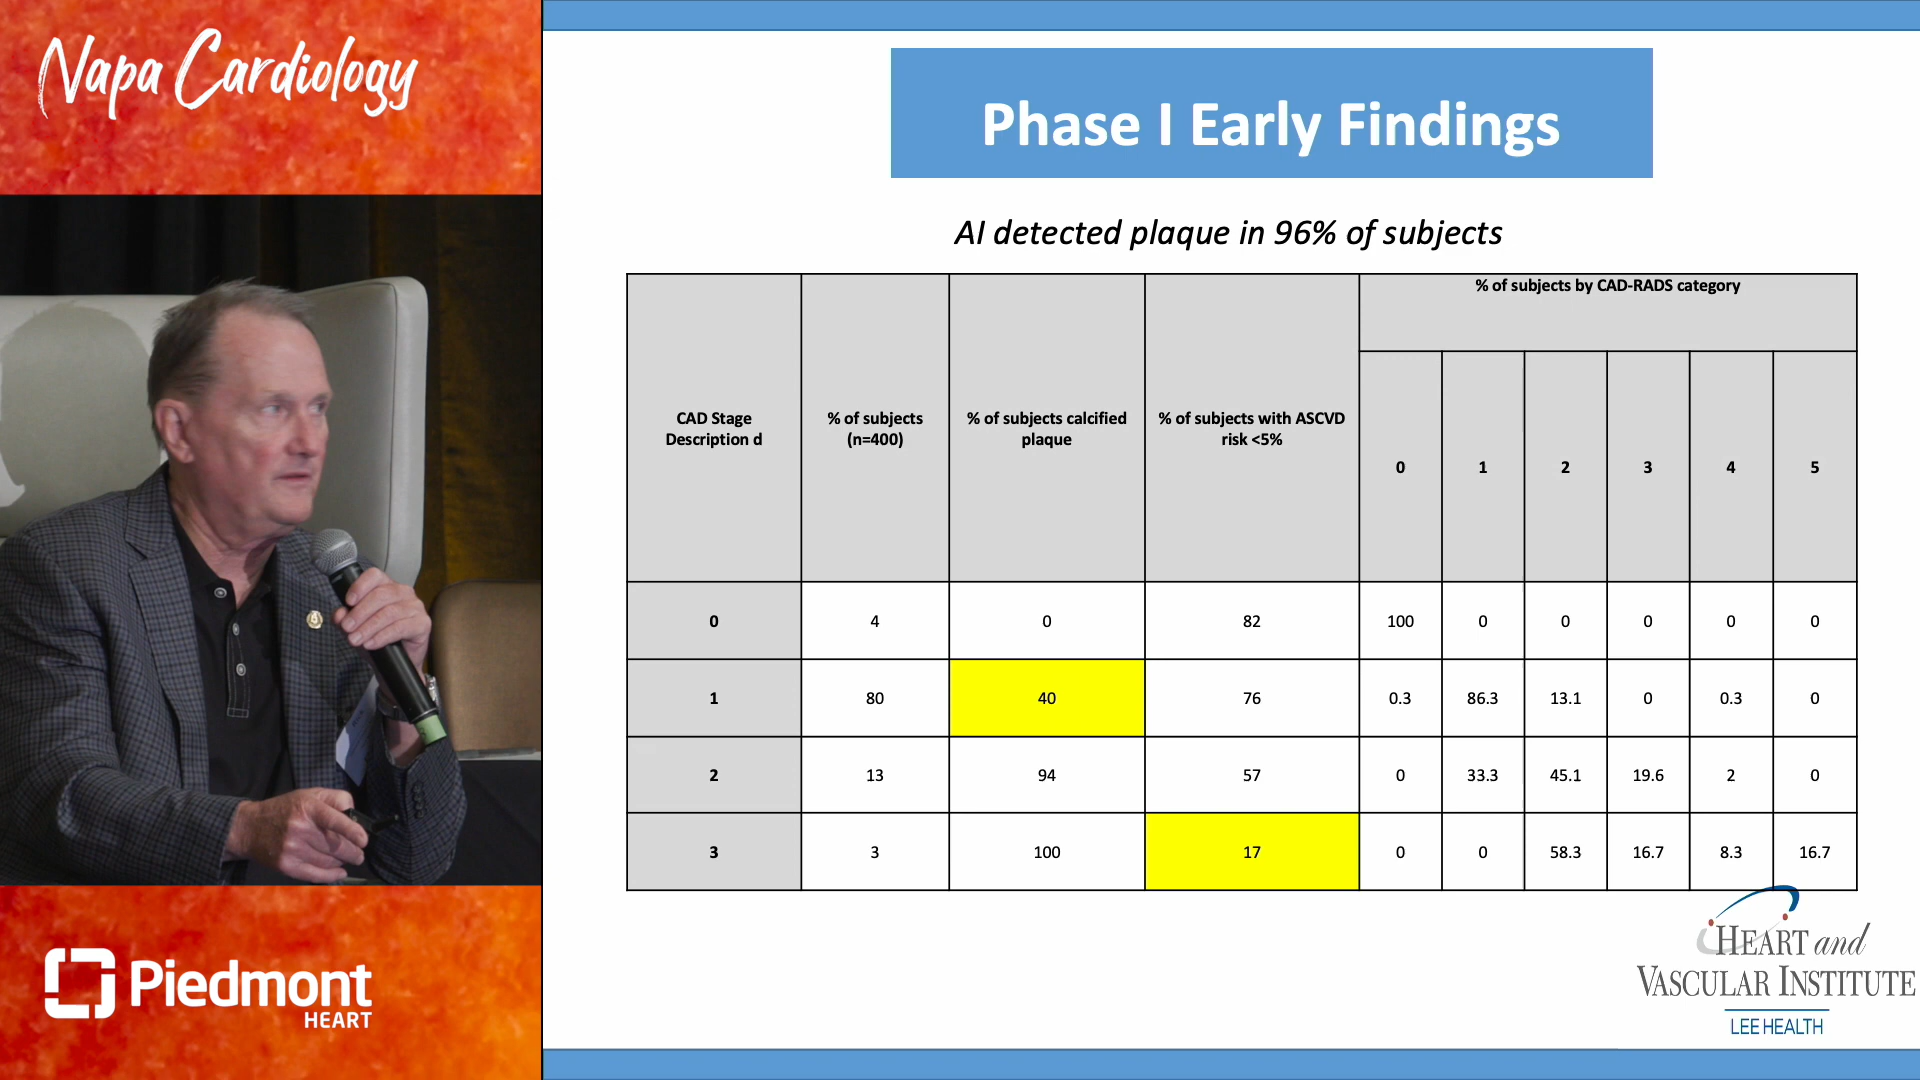 Napa Cardiology
Piedmont
HEART
Phase I Early Findings
AI detected plaque in 96% of subjects
CAD Stage
Description d
% of subjects
(n=400)
% of subjects calcified
plaque
% of subjects with ASCVD
risk <5%
% of subjects by CAD-RADS category
0 1 2 3 4 5
0 4 0 82 100 0 0 0 0 0
1 80 40 76 0.3 86.3 13.1 0 0.3 0
2 13 94 57 0 33.3 45.1 19.6 2 0
3 3 100 17 0 0 58.3 16.7 8.3 16.7
HEART and
VASCULAR INSTITUTE
LEE HEALTH